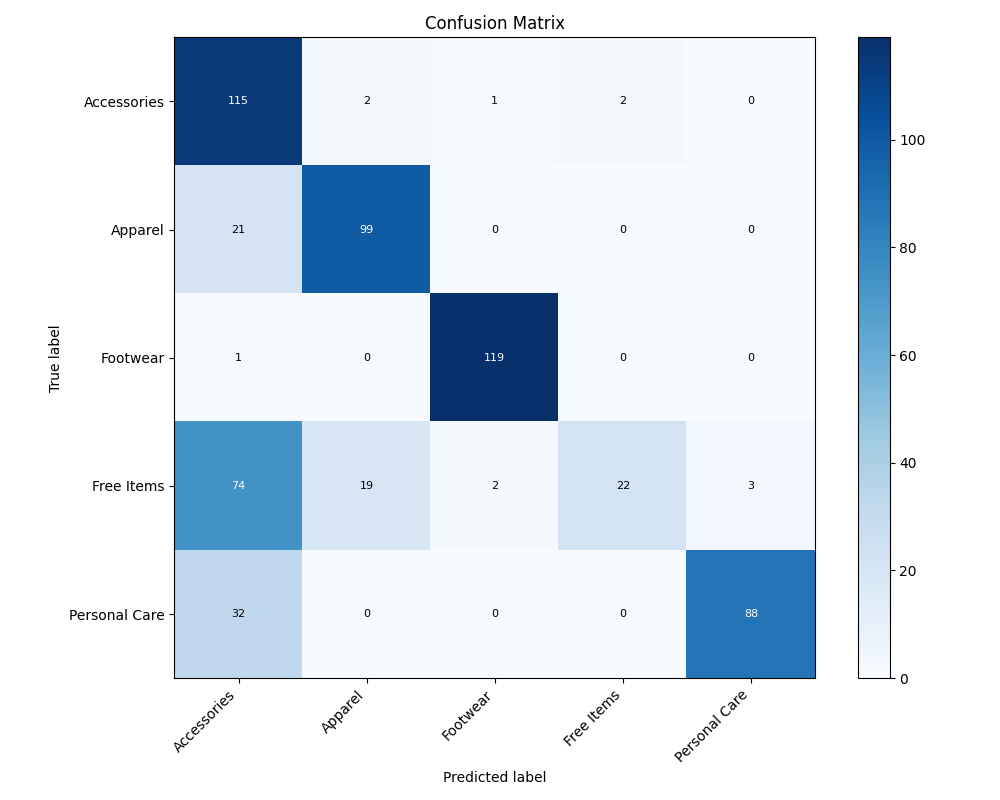 Confusion Matrix
Accessories 115 2 1 2 0
Apparel 21 99 0 0 0
Footwear 1 0 119 0 0
Free Items 74 19 2 22 3
Personal Care 32 0 0 0 88
True label
Accessories Apparel Footwear Free Items Personal Care
Predicted label
100
80
60
40
20
0